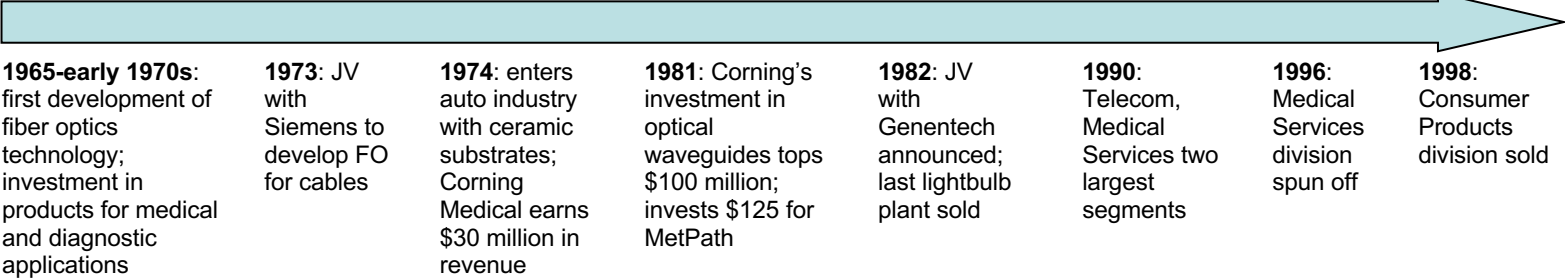 1965-early 1970s:
first development of
fiber optics
technology;
investment in
products for medical
and diagnostic
applications
1973: JV
with
Siemens to
develop FO
for cables
1974: enters
auto industry
with ceramic
substrates;
Corning
Medical earns
$30 million in
revenue
1981: Corning’s
investment in
optical
waveguides tops
$100 million;
invests $125 for
MetPath
1982: JV
with
Genentech
announced;
last lightbulb
plant sold
1990:
Telecom,
Medical
Services two
largest
segments
1996:
Medical
Services
division
spun off
1998:
Consumer
Products
division sold